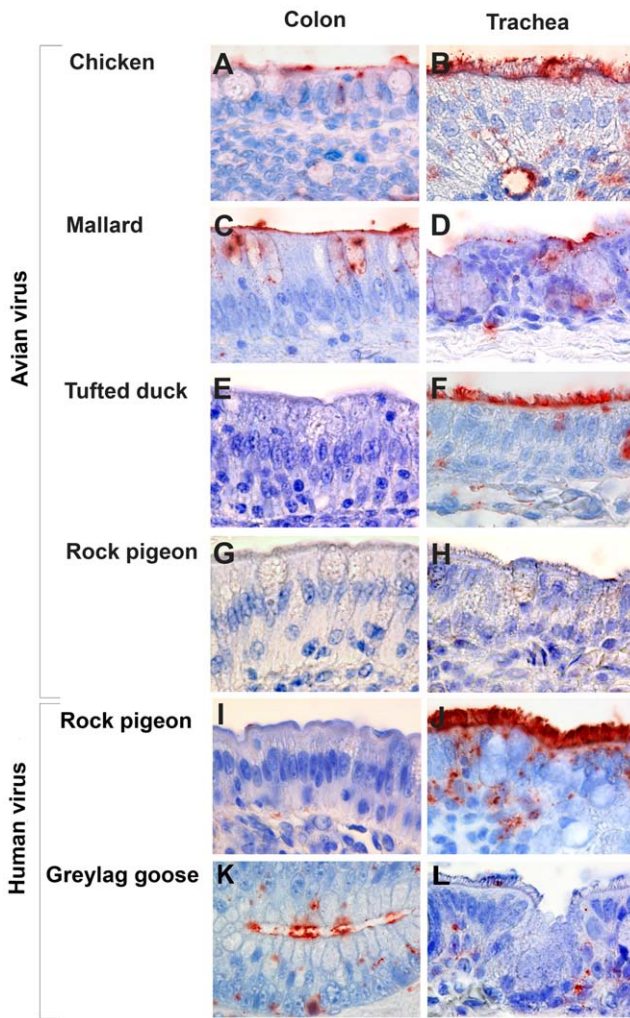 Colon Trachea
Chicken A B
Mallard C D
Avian virus
Tufted duck E F
Rock pigeon G H
Rock pigeon I J
Human virus
Greylag goose K L